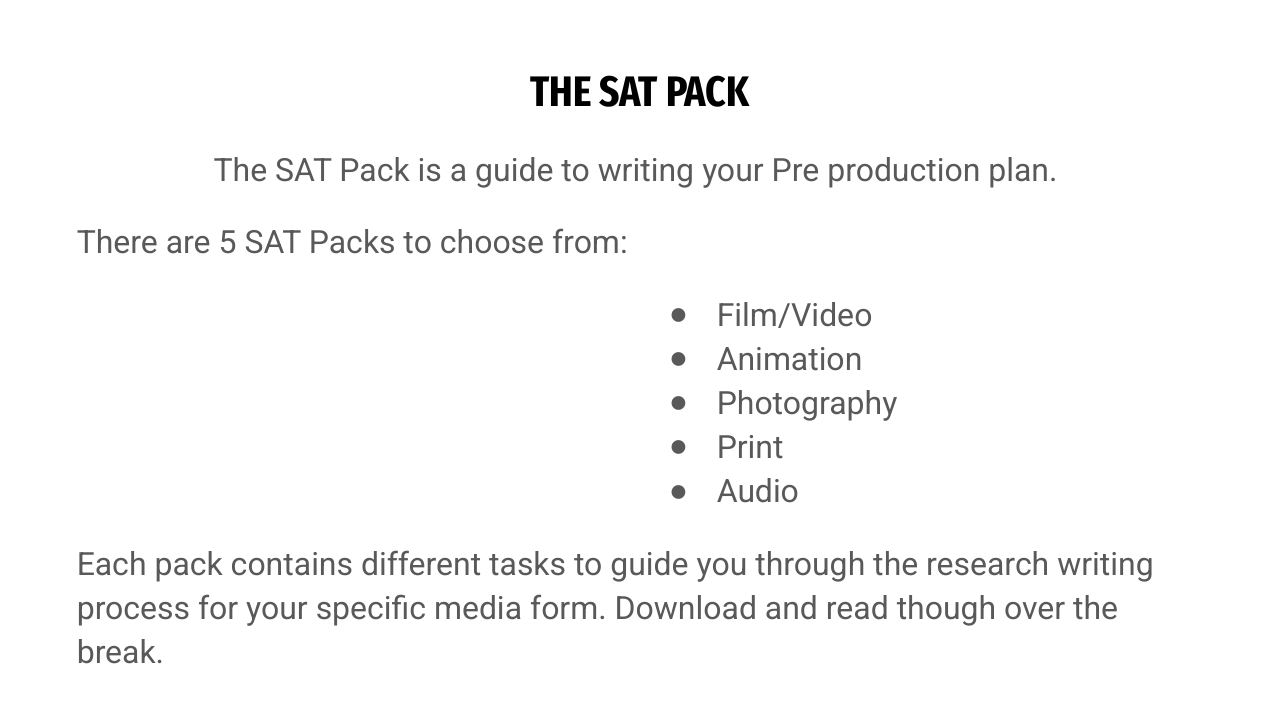 THE SAT PACK
The SAT Pack is a guide to writing your Pre production plan.
There are 5 SAT Packs to choose from:
● Film/Video
● Animation
● Photography
● Print
● Audio
Each pack contains different tasks to guide you through the research writing
process for your specific media form. Download and read though over the
break.